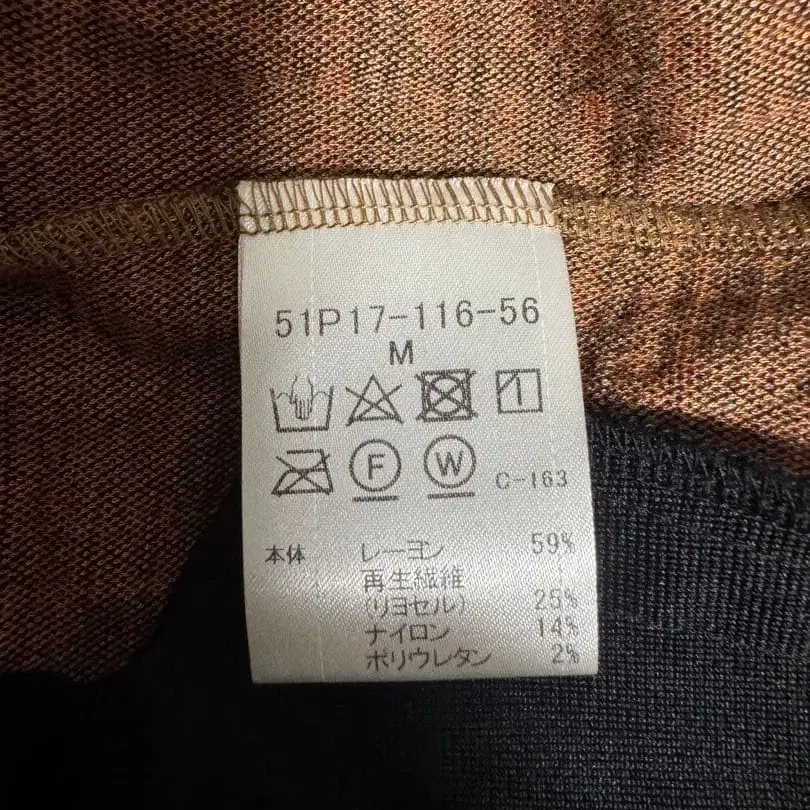 51P17-116-56
M
F W C-163
本体 レーヨン 59%
再生繊維
(リヨセル) 25%
ナイロン 14%
ポリウレタン 2%